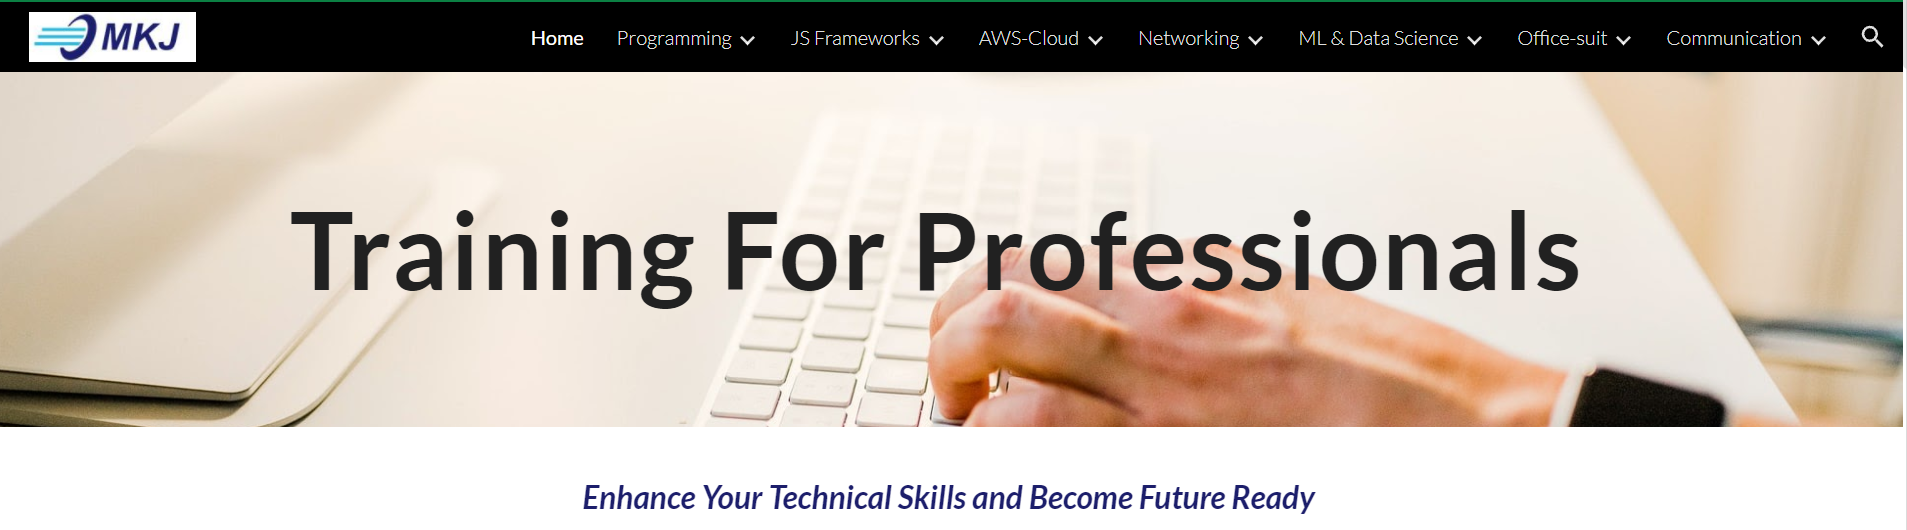 MKJ
Home Programming JS Frameworks AWS-Cloud Networking ML & Data Science Office-suit Communication
Training For Professionals
Enhance Your Technical Skills and Become Future Ready